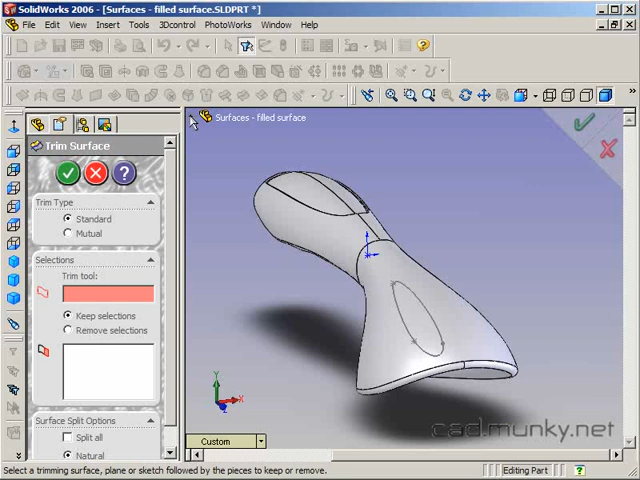 SolidWorks 2006 - [Surfaces - filled surface.SLDPRT *]
File Edit View Insert Tools 3Dcontrol PhotoWorks Window Help
Surfaces - filled surface
Trim Surface
Trim Type
Standard
Mutual
Selections
Trim tool:
Keep selections
Remove selections
Surface Split Options
Split all
Natural
Y
X
Z
Custom
cad.munky.net
Select a trimming surface, plane or sketch followed by the pieces to keep or remove.
Editing Part